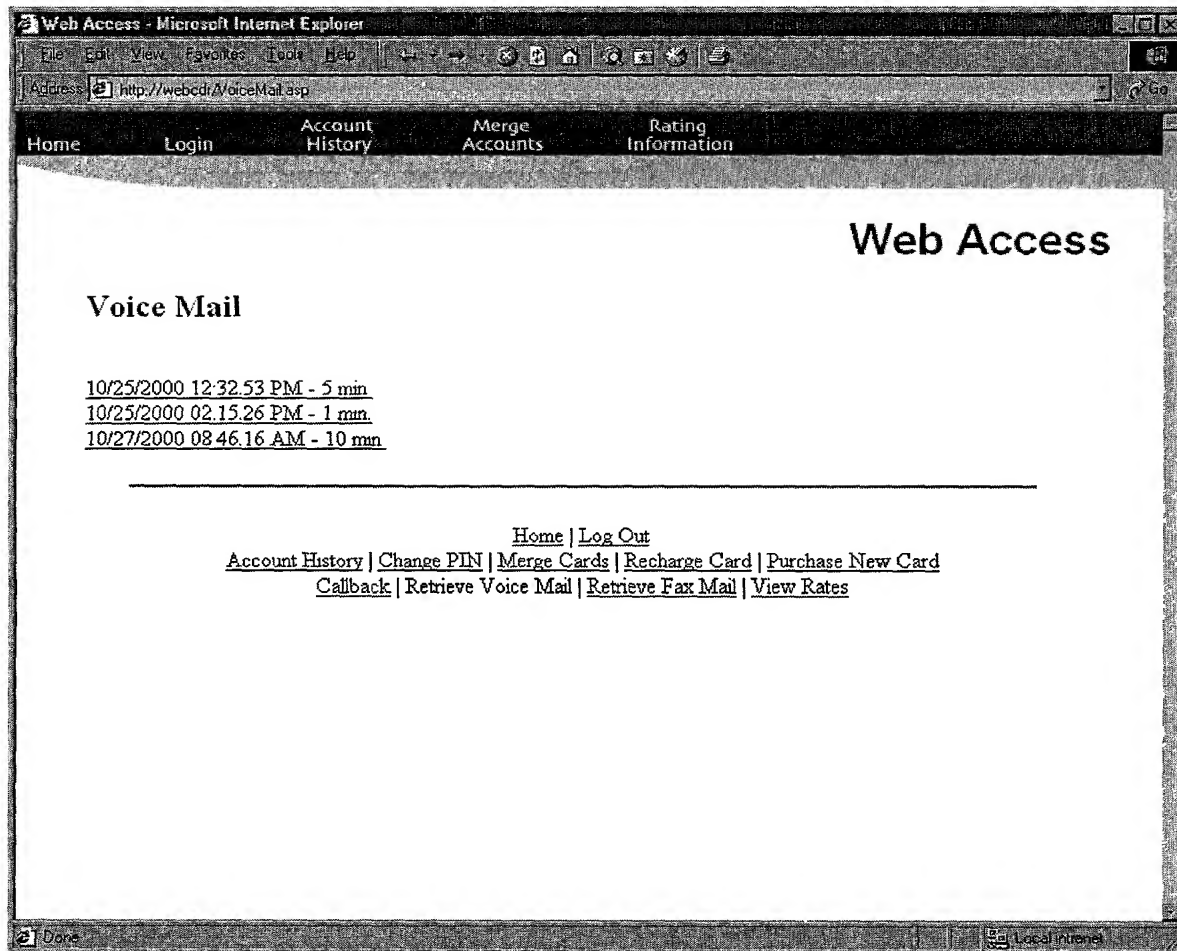 Web Access - Microsoft Internet Explorer
File Edit View Favorites Tools Help
Address http://webcdr/VoiceMail.asp Go
Home Login Account History Merge Accounts Rating Information
Web Access
Voice Mail
10/25/2000 12:32.53 PM - 5 min
10/25/2000 02.15.26 PM - 1 min.
10/27/2000 08 46.16 AM - 10 min
Home | Log Out
Account History | Change PIN | Merge Cards | Recharge Card | Purchase New Card
Callback | Retrieve Voice Mail | Retrieve Fax Mail | View Rates
Done Local intranet